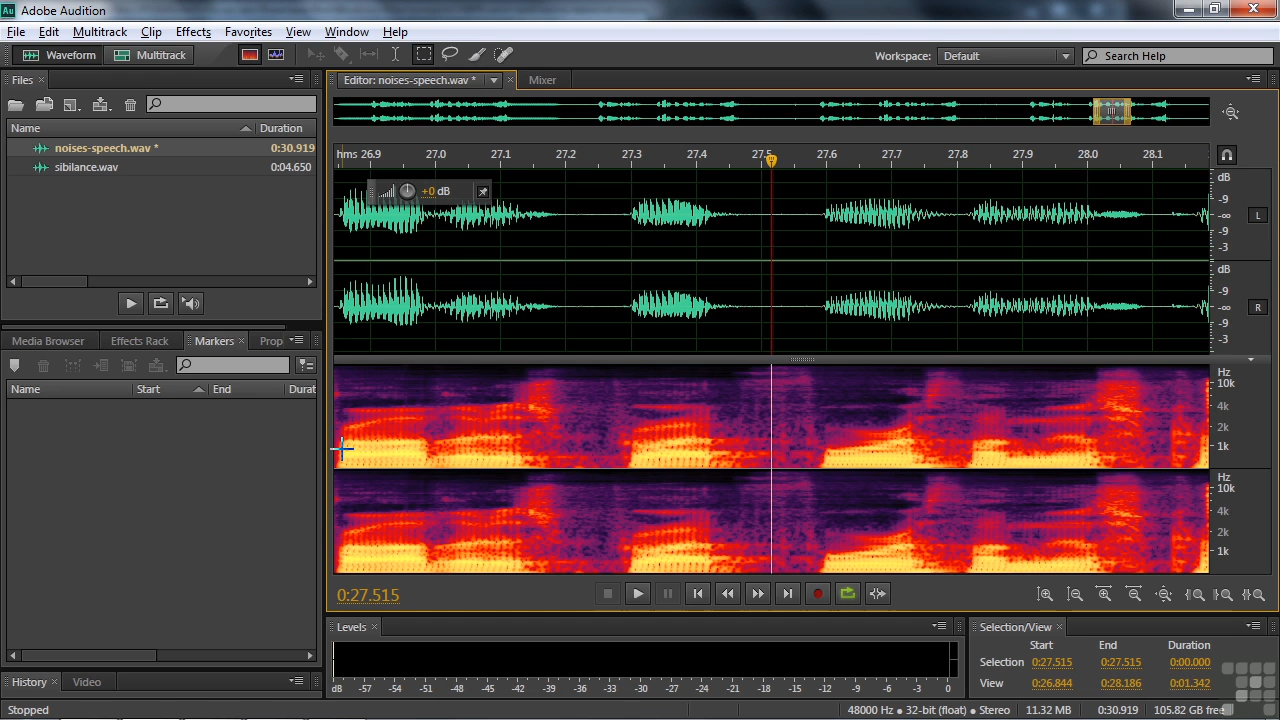 Au Adobe Audition
File Edit Multitrack Clip Effects Favorites View Window Help
Waveform Multitrack Workspace: Default Search Help
Files × Editor: noises-speech.wav * × Mixer
Name Duration
noises-speech.wav * 0:30.919
sibilance.wav 0:04.650
hms 26.9 27.0 27.1 27.2 27.3 27.4 27.5 27.6 27.7 27.8 27.9 28.0 28.1
+0 dB
dB
-9
-∞ L
-9
-3
dB
-9
-∞ R
-9
-3
Media Browser Effects Rack Markers × Prop
Name Start End Durat
Hz
10k
4k
2k
1k
Hz
10k
4k
2k
1k
0:27.515
Levels ×
dB -57 -54 -51 -48 -45 -42 -39 -36 -33 -30 -27 -24 -21 -18 -15 -12 -9 -6 -3 0
Selection/View ×
Start End Duration
Selection 0:27.515 0:27.515 0:00.000
View 0:26.844 0:28.186 0:01.342
History × Video
Stopped 48000 Hz ● 32-bit (float) ● Stereo 11.32 MB 0:30.919 105.82 GB free